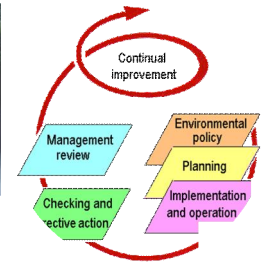 Continual
improvement
Environmental
policy
Planning
Implementation
and operation
Checking and
rective action
Management
review